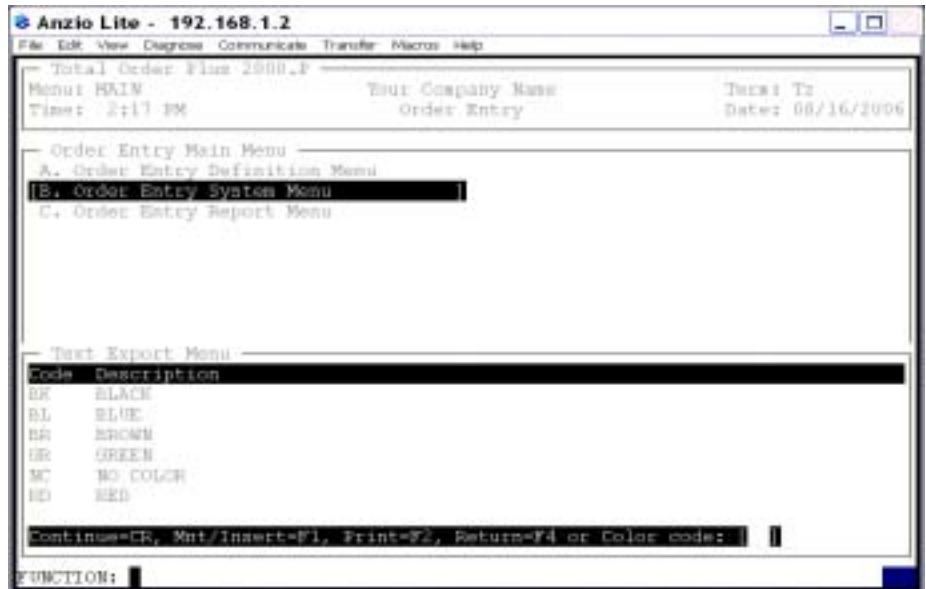 Anzio Lite - 192.168.1.2
File Edit View Diagnose Communicate Transfer Macros Help
Total Order Plus 2000.P
Menu: MAIN Your Company Name Term: Tz
Time: 2:17 PM Order Entry Date: 08/16/2006
Order Entry Main Menu
A. Order Entry Definition Menu
[B. Order Entry System Menu ]
C. Order Entry Report Menu
Text Export Menu
Code Description
BK BLACK
BL BLUE
BR BROWN
GR GREEN
NC NO COLOR
RD RED
Continue=CR, Mnt/Insert=F1, Print=F2, Return=F4 or Color code: [ ]
FUNCTION: